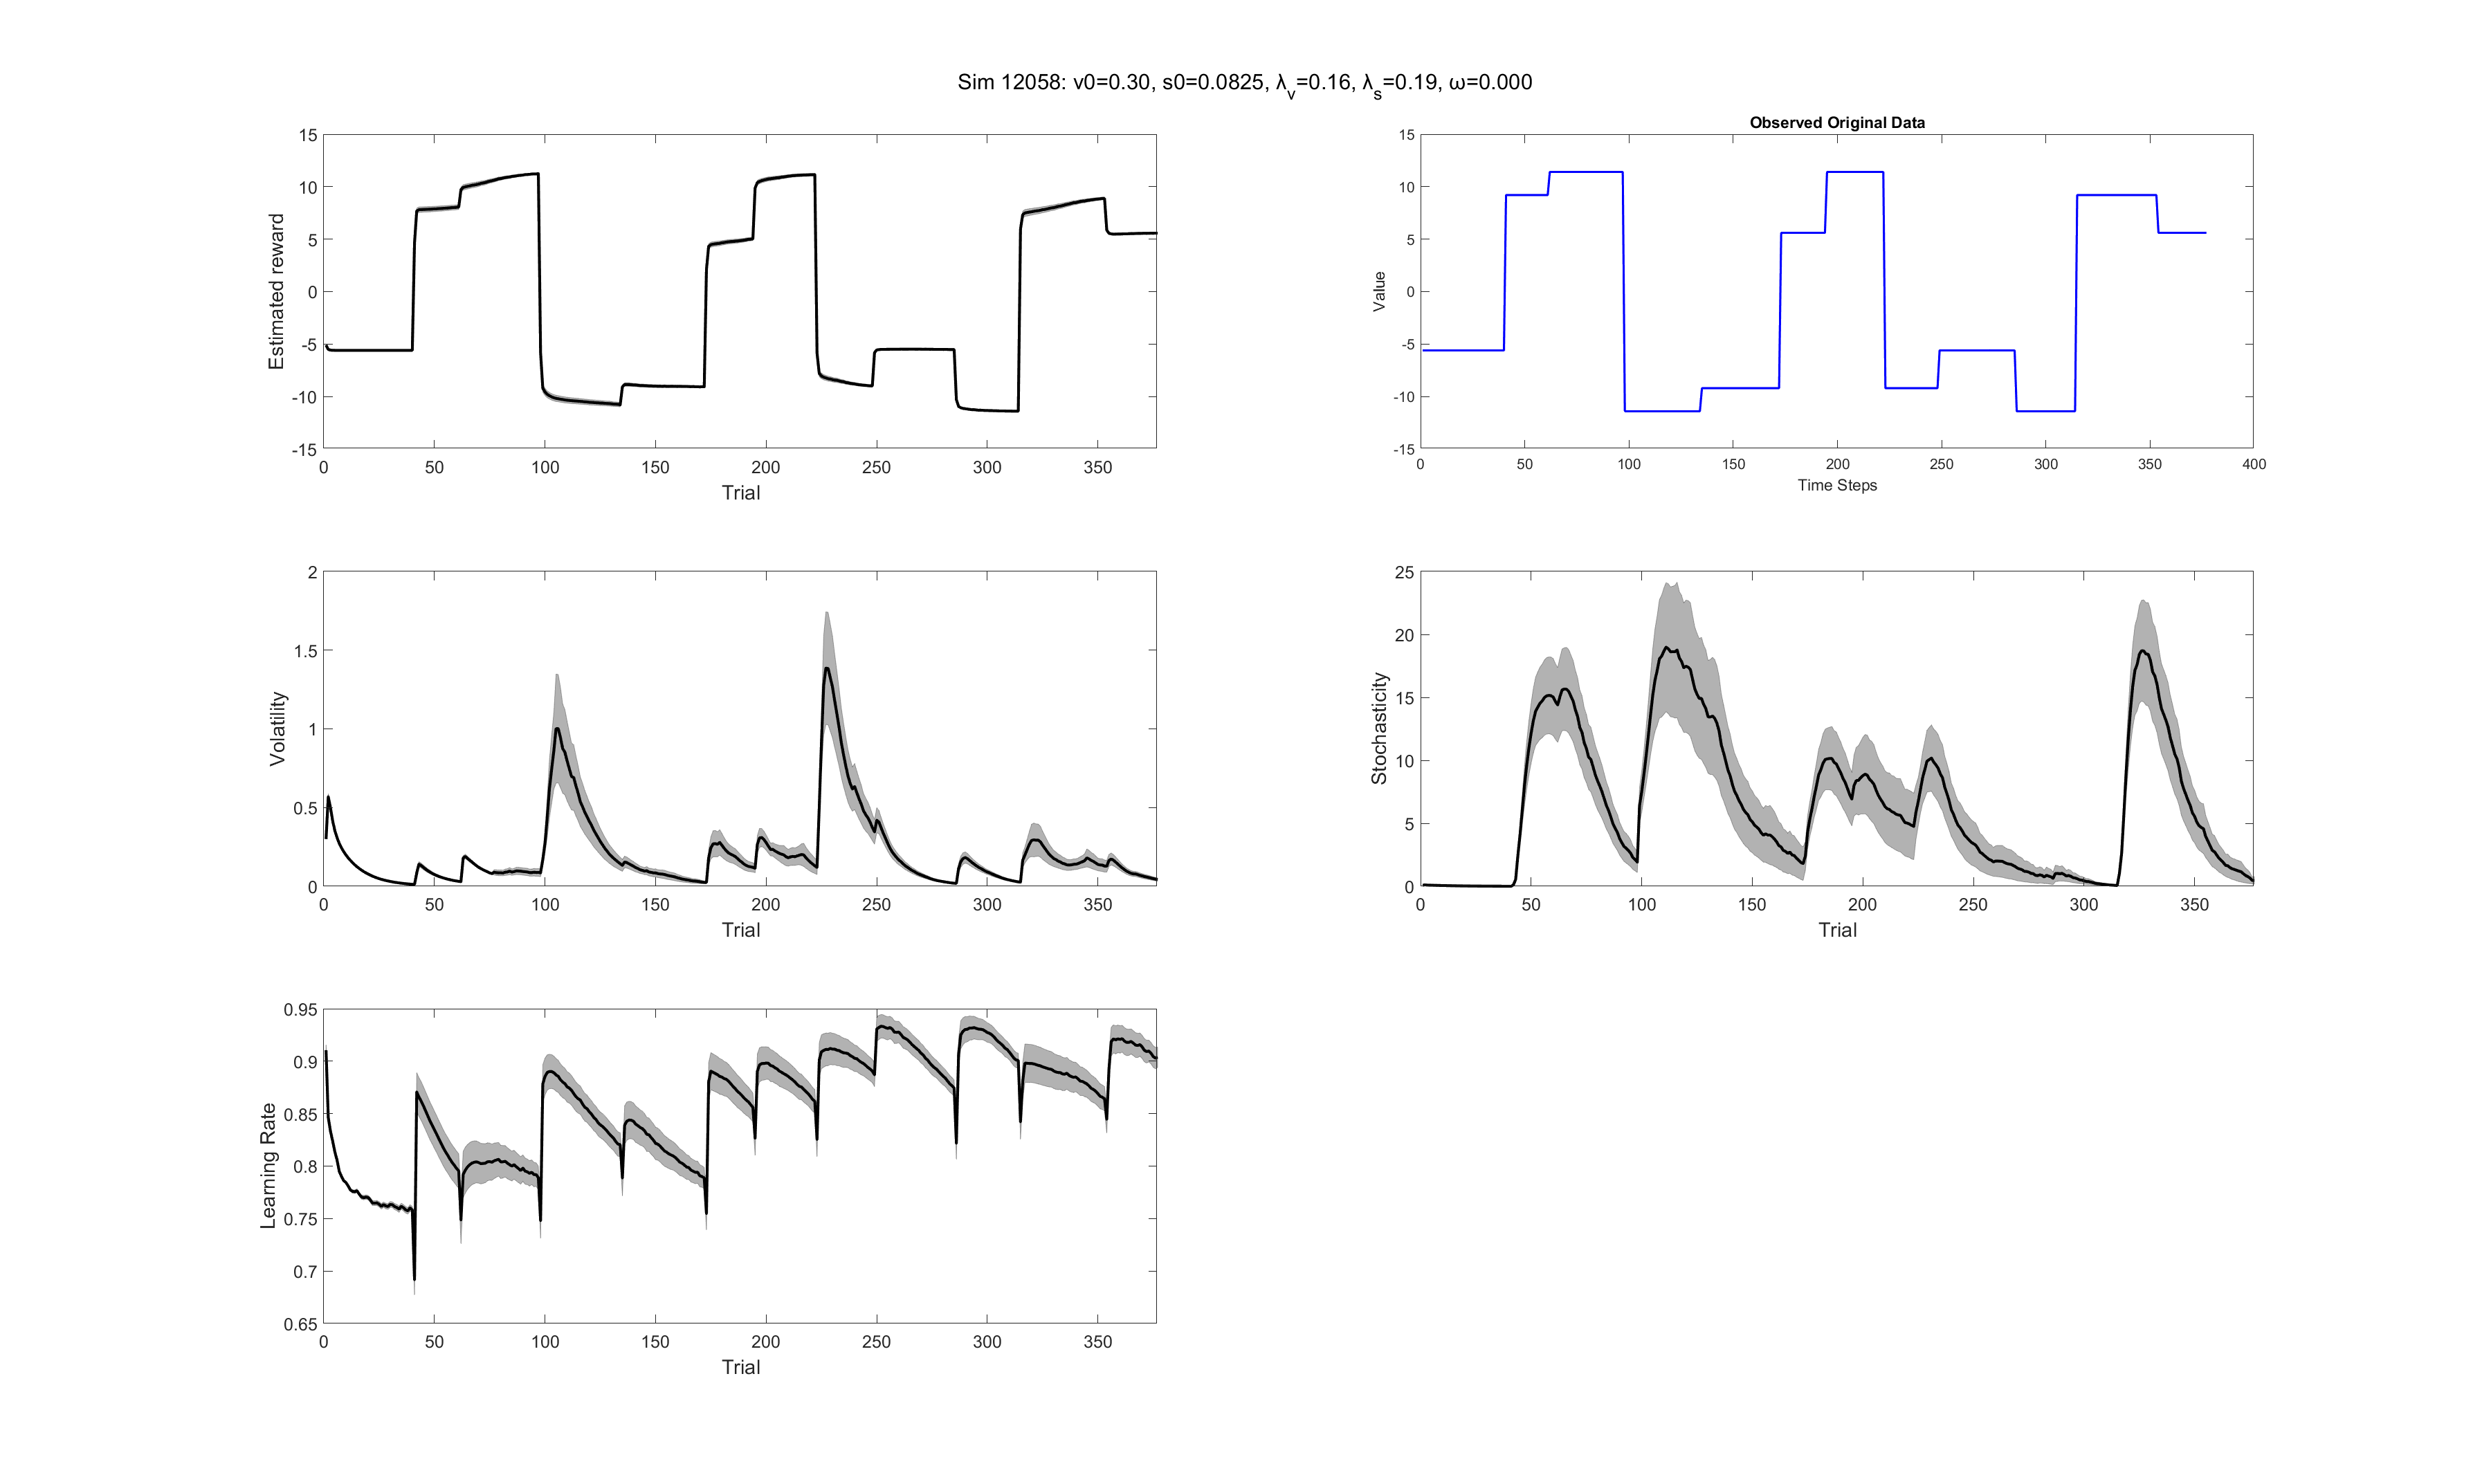 Sim 12058: v0=0.30, s0=0.0825, λv=0.16, λs=0.19, ω=0.000
15
10
5
0
-5
-10
-15
Estimated reward
0 50 100 150 200 250 300 350
Trial
Observed Original Data
15
10
5
0
-5
-10
-15
Value
0 50 100 150 200 250 300 350 400
Time Steps
2
1.5
1
0.5
0
Volatility
0 50 100 150 200 250 300 350
Trial
25
20
15
10
5
0
Stochasticity
0 50 100 150 200 250 300 350
Trial
0.95
0.9
0.85
0.8
0.75
0.7
0.65
Learning Rate
0 50 100 150 200 250 300 350
Trial